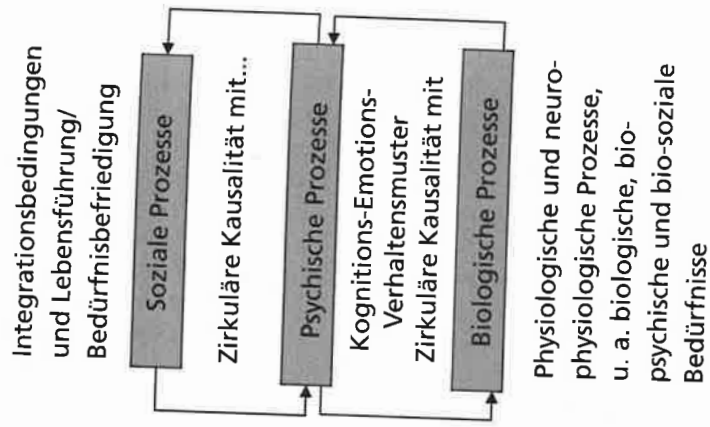 Integrationsbedingungen
und Lebensführung/
Bedürfnisbefriedigung
Soziale Prozesse
Zirkuläre Kausalität mit...
Psychische Prozesse
Kognitions-Emotions-
Verhaltensmuster
Zirkuläre Kausalität mit
Biologische Prozesse
Physiologische und neuro-
physiologische Prozesse,
u. a. biologische, bio-
psychische und bio-soziale
Bedürfnisse